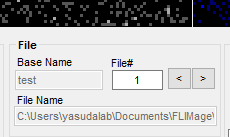 File
Base Name File#
test 1 < >
File Name
C:\Users\yasudalab\Documents\FLIMage\